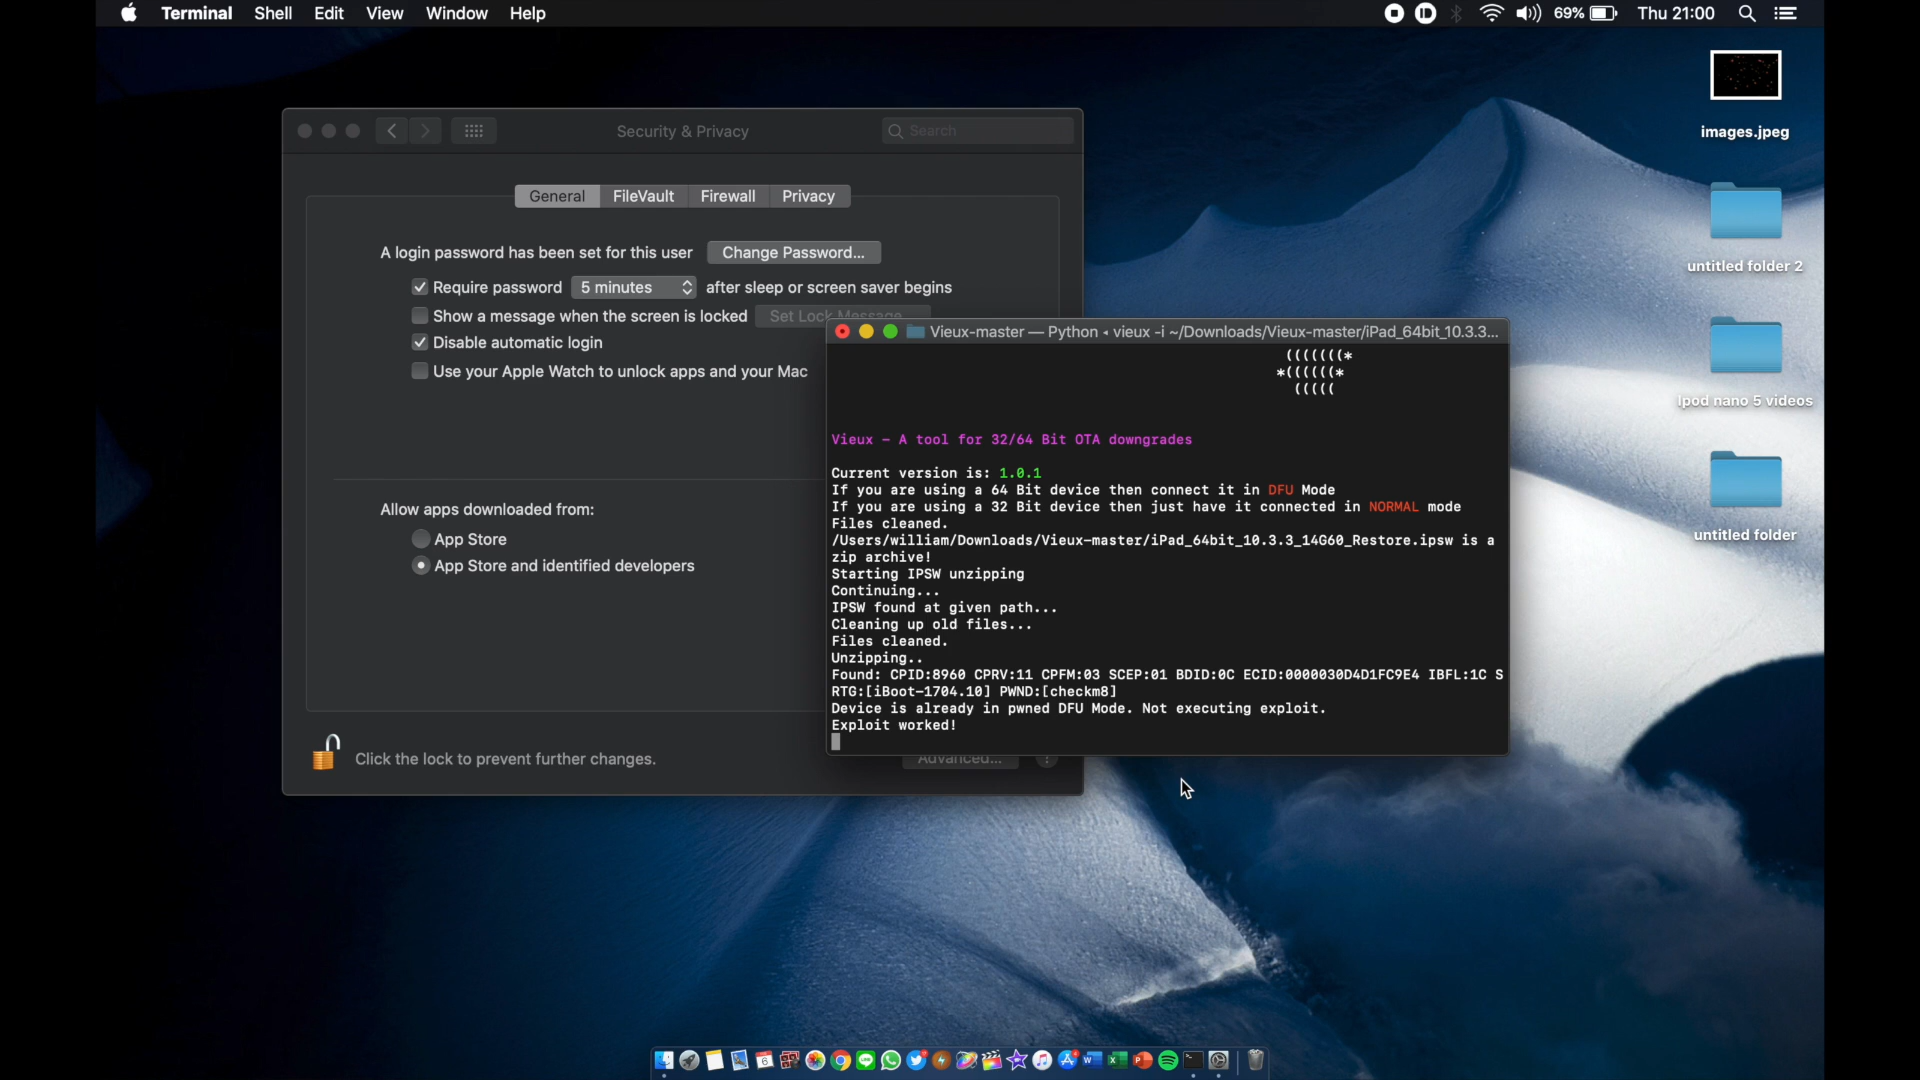 Terminal Shell Edit View Window Help
69% Thu 21:00
images.jpeg
untitled folder 2
Ipod nano 5 videos
untitled folder
Security & Privacy
Search
General FileVault Firewall Privacy
A login password has been set for this user Change Password...
Require password 5 minutes after sleep or screen saver begins
Show a message when the screen is locked Set Lock Message...
Disable automatic login
Use your Apple Watch to unlock apps and your Mac
Allow apps downloaded from:
App Store
App Store and identified developers
Click the lock to prevent further changes.
Advanced... ?
Vieux-master — Python ◂ vieux -i ~/Downloads/Vieux-master/iPad_64bit_10.3.3...
(((((((*
*((((((*
(((((
Vieux - A tool for 32/64 Bit OTA downgrades
Current version is: 1.0.1
If you are using a 64 Bit device then connect it in DFU Mode
If you are using a 32 Bit device then just have it connected in NORMAL mode
Files cleaned.
/Users/william/Downloads/Vieux-master/iPad_64bit_10.3.3_14G60_Restore.ipsw is a
zip archive!
Starting IPSW unzipping
Continuing...
IPSW found at given path...
Cleaning up old files...
Files cleaned.
Unzipping..
Found: CPID:8960 CPRV:11 CPFM:03 SCEP:01 BDID:0C ECID:0000030D4D1FC9E4 IBFL:1C S
RTG:[iBoot-1704.10] PWND:[checkm8]
Device is already in pwned DFU Mode. Not executing exploit.
Exploit worked!